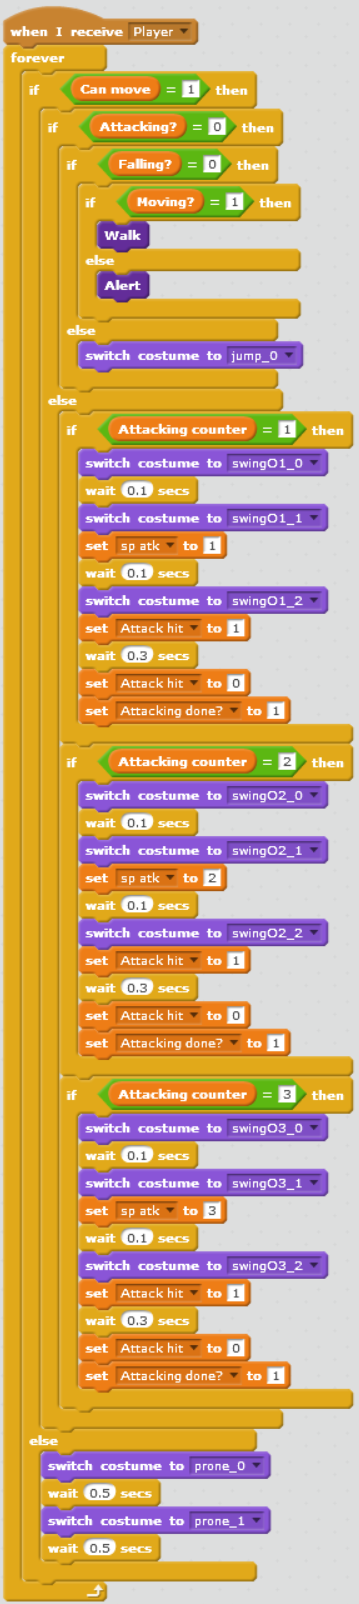 when I receive Player
forever
if Can move = 1 then
if Attacking? = 0 then
if Falling? = 0 then
if Moving? = 1 then
Walk
else
Alert
else
switch costume to jump_0
else
if Attacking counter = 1 then
switch costume to swingO1_0
wait 0.1 secs
switch costume to swingO1_1
set sp atk to 1
wait 0.1 secs
switch costume to swingO1_2
set Attack hit to 1
wait 0.3 secs
set Attack hit to 0
set Attacking done? to 1
if Attacking counter = 2 then
switch costume to swingO2_0
wait 0.1 secs
switch costume to swingO2_1
set sp atk to 2
wait 0.1 secs
switch costume to swingO2_2
set Attack hit to 1
wait 0.3 secs
set Attack hit to 0
set Attacking done? to 1
if Attacking counter = 3 then
switch costume to swingO3_0
wait 0.1 secs
switch costume to swingO3_1
set sp atk to 3
wait 0.1 secs
switch costume to swingO3_2
set Attack hit to 1
wait 0.3 secs
set Attack hit to 0
set Attacking done? to 1
else
switch costume to prone_0
wait 0.5 secs
switch costume to prone_1
wait 0.5 secs